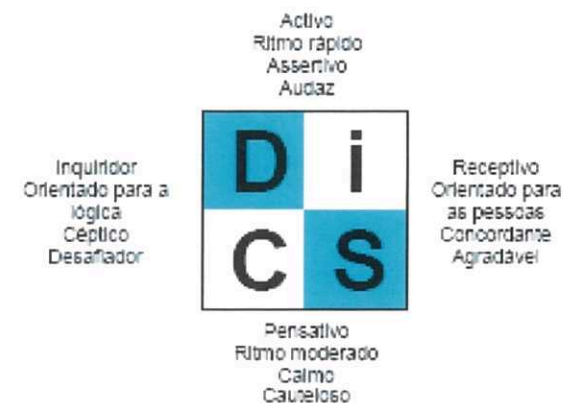 Activo
Ritmo rápido
Assertivo
Audaz
D i
Inquiridor
Orientado para a
lógica
Céptico
Desafiador
Receptivo
Orientado para
as pessoas
Concordante
Agradável
C S
Pensativo
Ritmo moderado
Calmo
Cauteloso